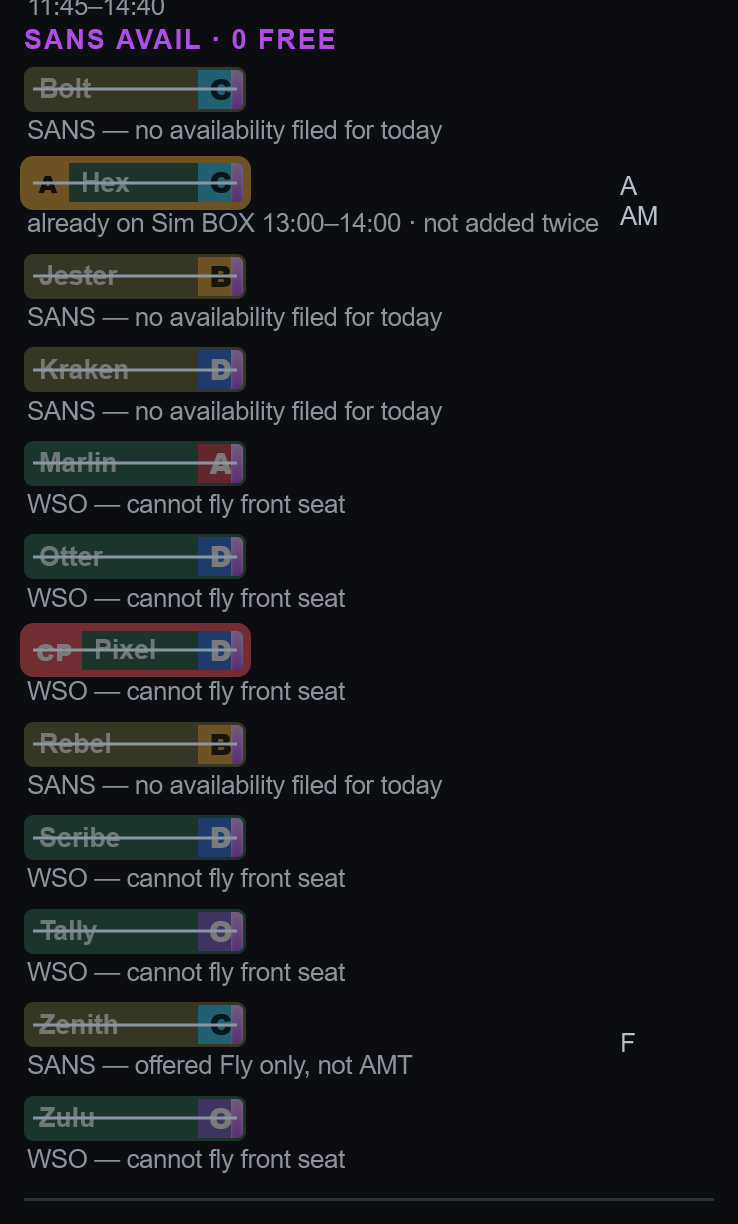 11:45–14:40
SANS AVAIL · 0 FREE
Bolt C
SANS — no availability filed for today
A Hex C
A
already on Sim BOX 13:00–14:00 · not added twice
AM
Jester B
SANS — no availability filed for today
Kraken D
SANS — no availability filed for today
Marlin A
WSO — cannot fly front seat
Otter D
WSO — cannot fly front seat
CP Pixel D
WSO — cannot fly front seat
Rebel B
SANS — no availability filed for today
Scribe D
WSO — cannot fly front seat
Tally O
WSO — cannot fly front seat
Zenith C
F
SANS — offered Fly only, not AMT
Zulu O
WSO — cannot fly front seat